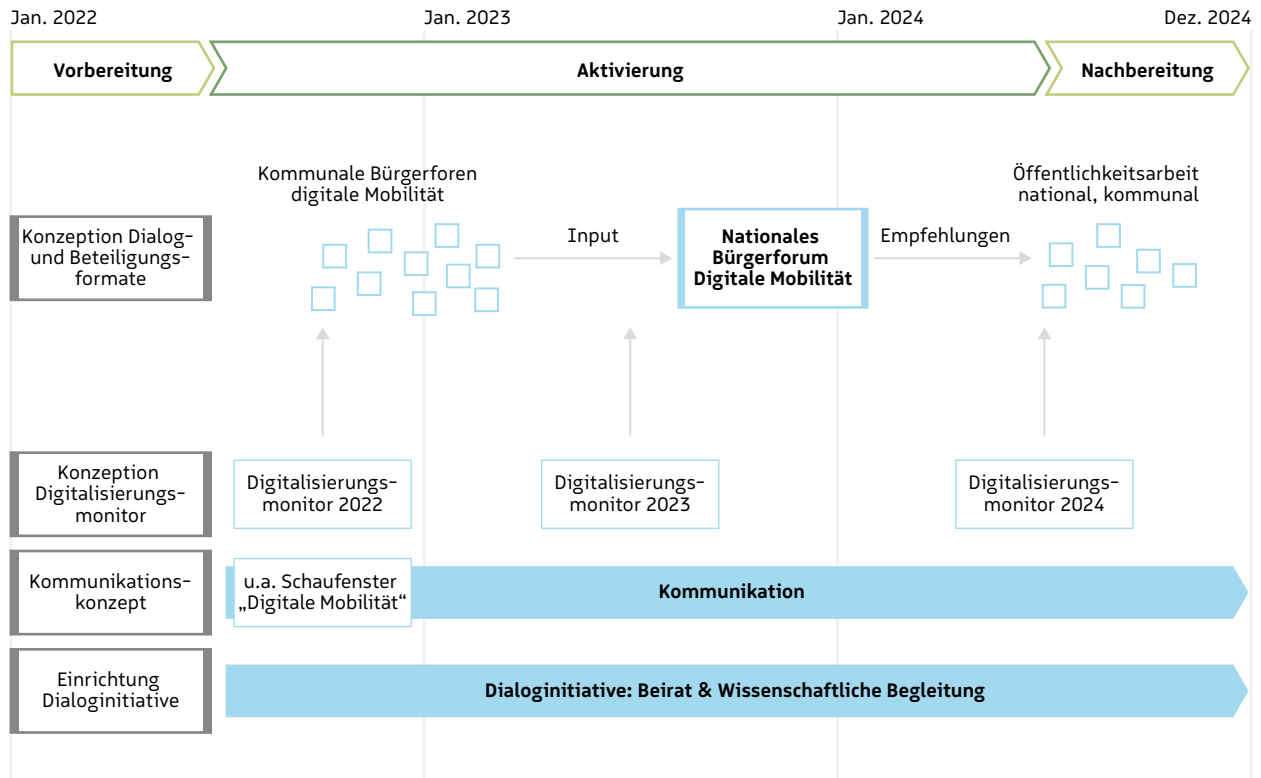 Jan. 2022
Jan. 2023
Jan. 2024
Dez. 2024
Vorbereitung
Aktivierung
Nachbereitung
Kommunale Bürgerforen
digitale Mobilität
Öffentlichkeitsarbeit
national, kommunal
Konzeption Dialog-
und Beteiligungs-
formate
Input
Nationales
Bürgerforum
Digitale Mobilität
Empfehlungen
Konzeption
Digitalisierungs-
monitor
Digitalisierungs-
monitor 2022
Digitalisierungs-
monitor 2023
Digitalisierungs-
monitor 2024
Kommunikations-
konzept
u.a. Schaufenster
„Digitale Mobilität“
Kommunikation
Einrichtung
Dialoginitiative
Dialoginitiative: Beirat & Wissenschaftliche Begleitung